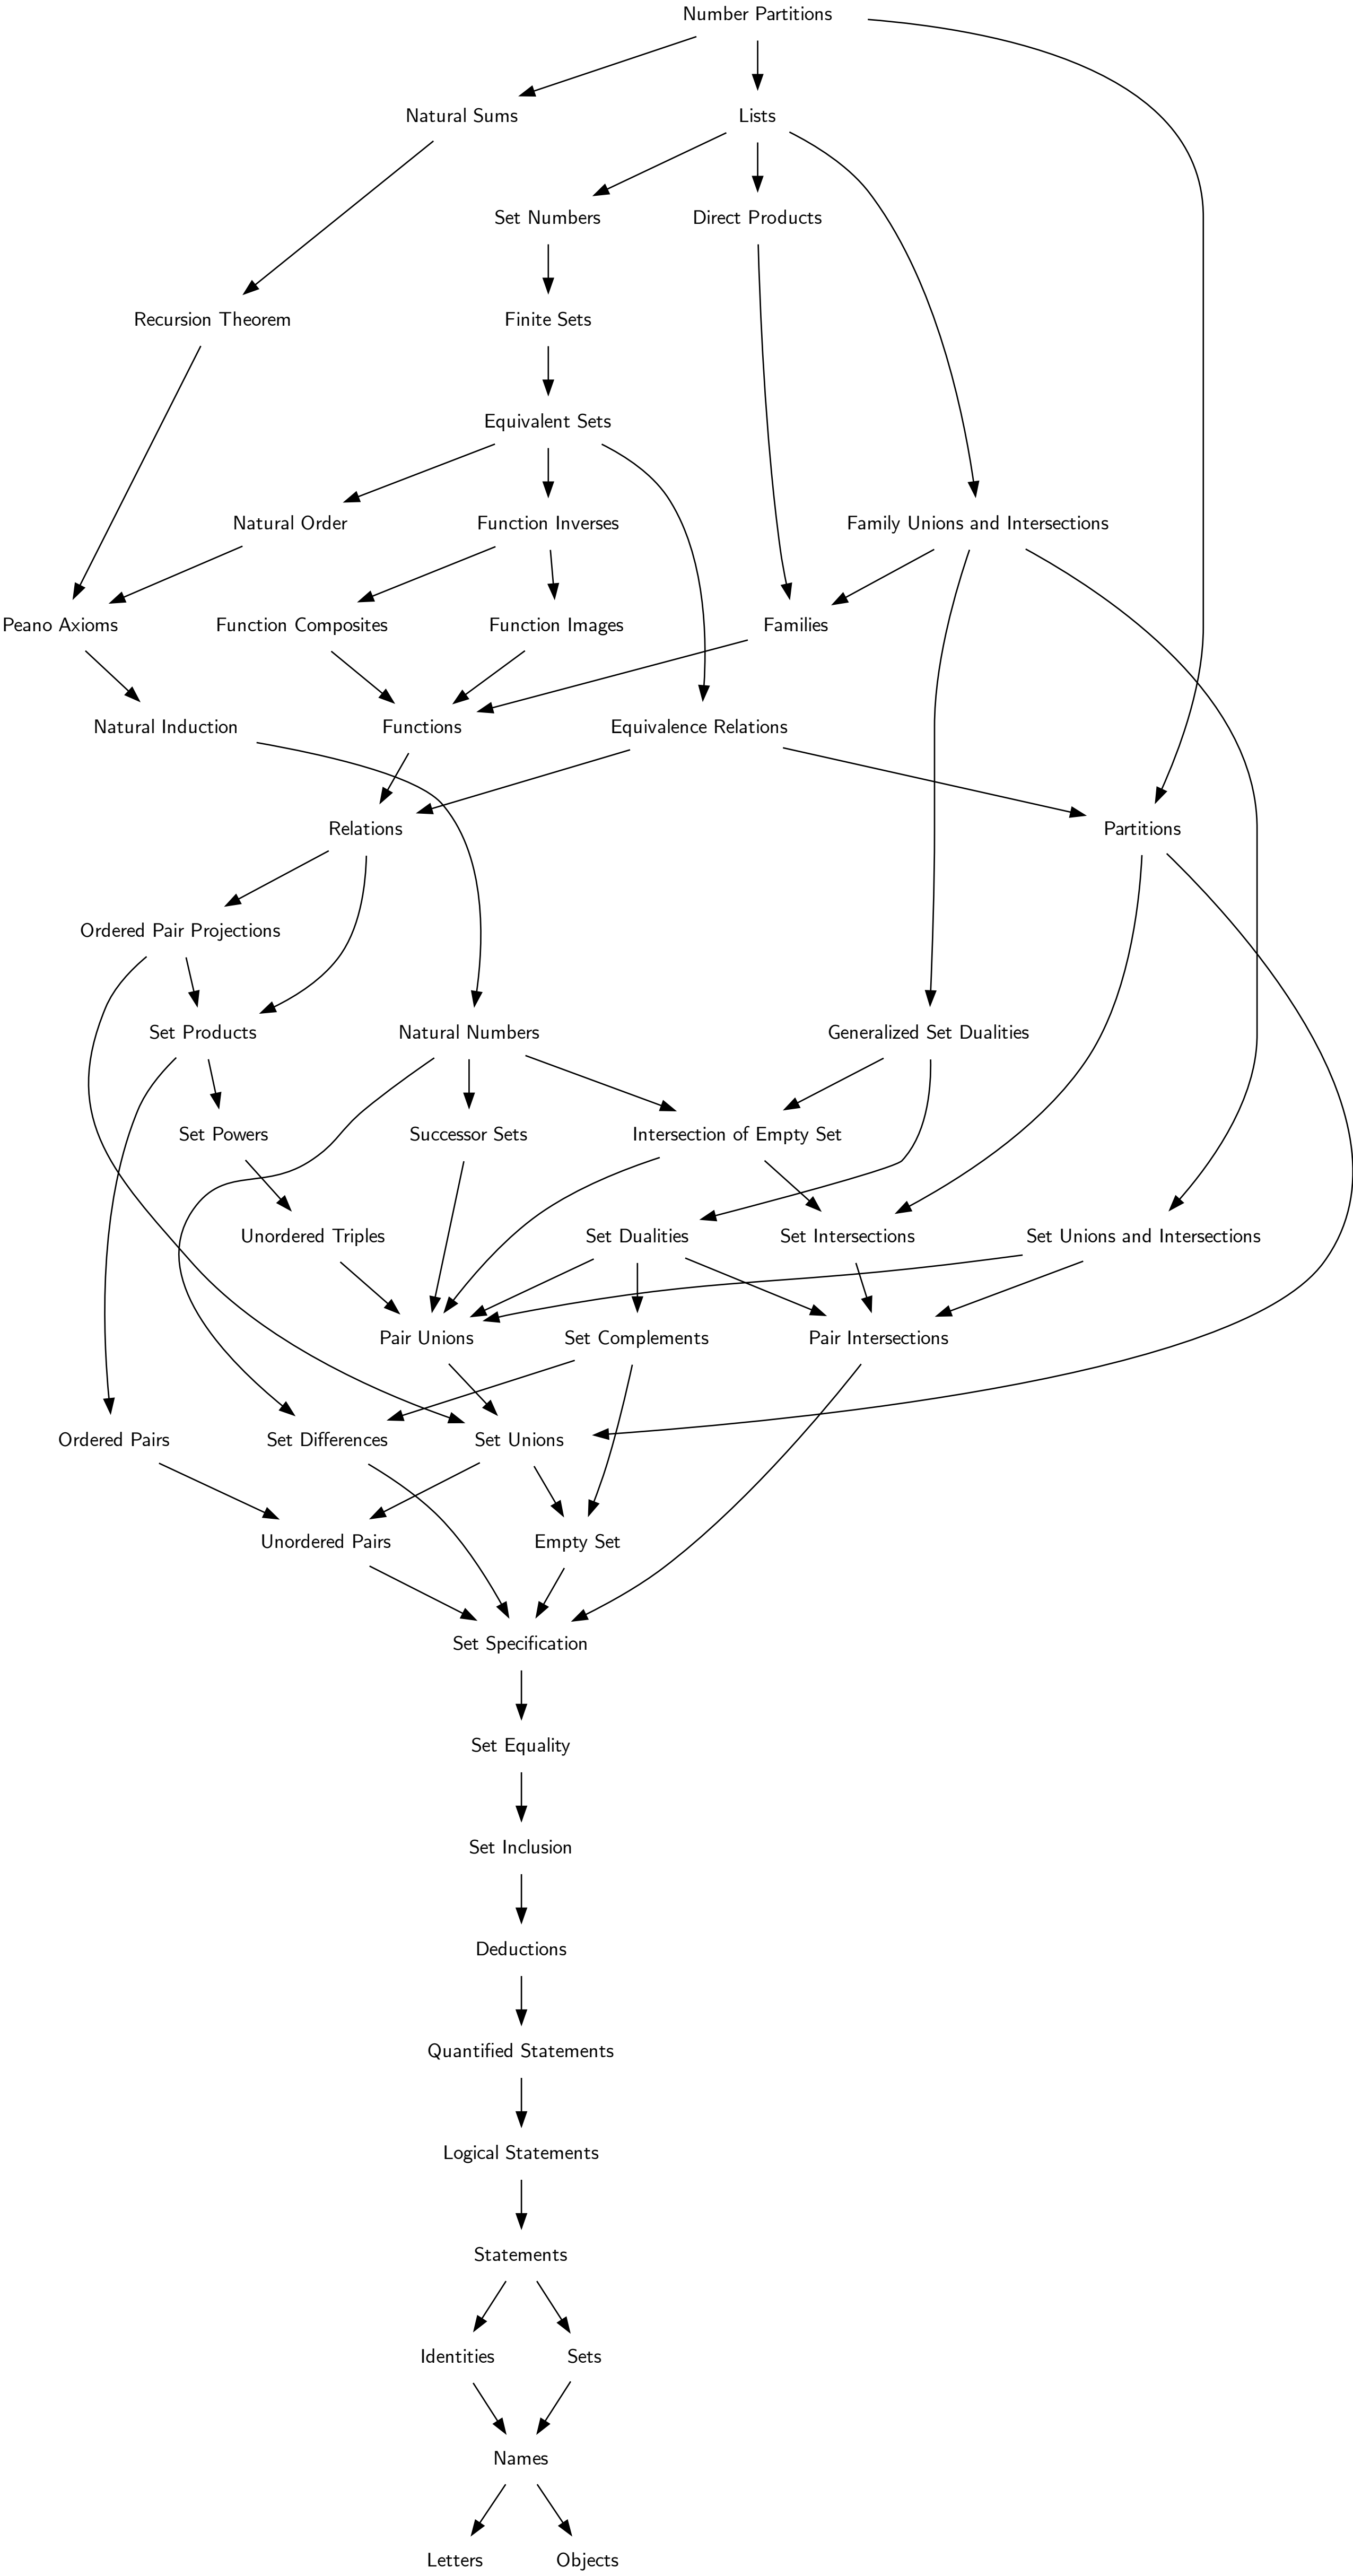 Number Partitions
Natural Sums
Lists
Set Numbers
Direct Products
Recursion Theorem
Finite Sets
Equivalent Sets
Natural Order
Function Inverses
Family Unions and Intersections
Peano Axioms
Function Composites
Function Images
Families
Natural Induction
Functions
Equivalence Relations
Relations
Partitions
Ordered Pair Projections
Set Products
Natural Numbers
Generalized Set Dualities
Set Powers
Successor Sets
Intersection of Empty Set
Unordered Triples
Set Dualities
Set Intersections
Set Unions and Intersections
Pair Unions
Set Complements
Pair Intersections
Ordered Pairs
Set Differences
Set Unions
Unordered Pairs
Empty Set
Set Specification
Set Equality
Set Inclusion
Deductions
Quantified Statements
Logical Statements
Statements
Identities
Sets
Names
Letters
Objects